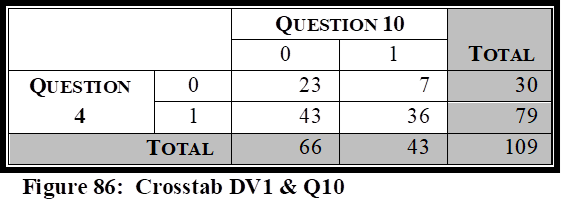 QUESTION 10
0 1 TOTAL
QUESTION 0 23 7 30
4 1 43 36 79
TOTAL 66 43 109
Figure 86: Crosstab DV1 & Q10